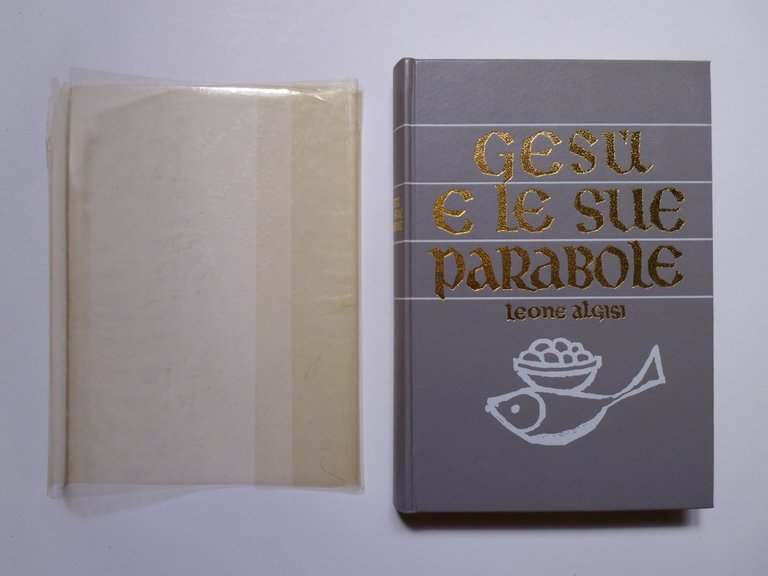 GESÙ
E LE SUE
PARABOLE
leone algisi